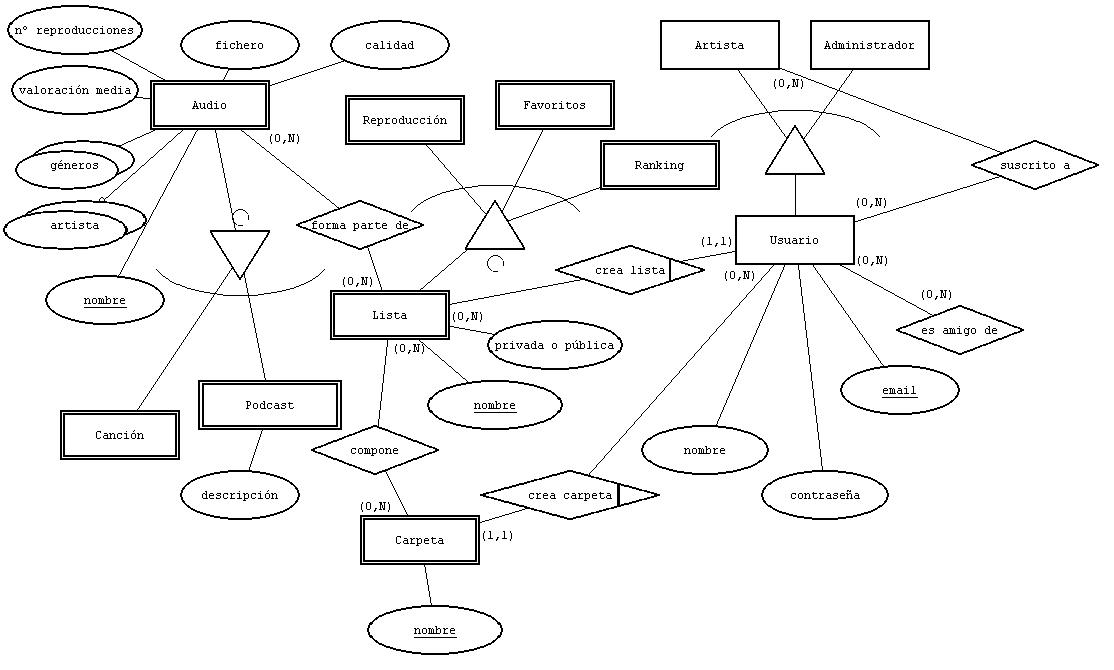 nº reproducciones
fichero
calidad
Artista
Administrador
(0,N)
valoración media
Audio
Favoritos
Reproducción
(0,N)
géneros
Ranking
suscrito a
(0,N)
artista
forma parte de
(1,1)
Usuario
(0,N)
(0,N)
crea lista
(0,N)
(0,N)
nombre
Lista
(0,N)
es amigo de
privada o pública
(0,N)
email
Podcast
nombre
Canción
compone
nombre
descripción
crea carpeta
contraseña
(0,N)
(1,1)
Carpeta
nombre